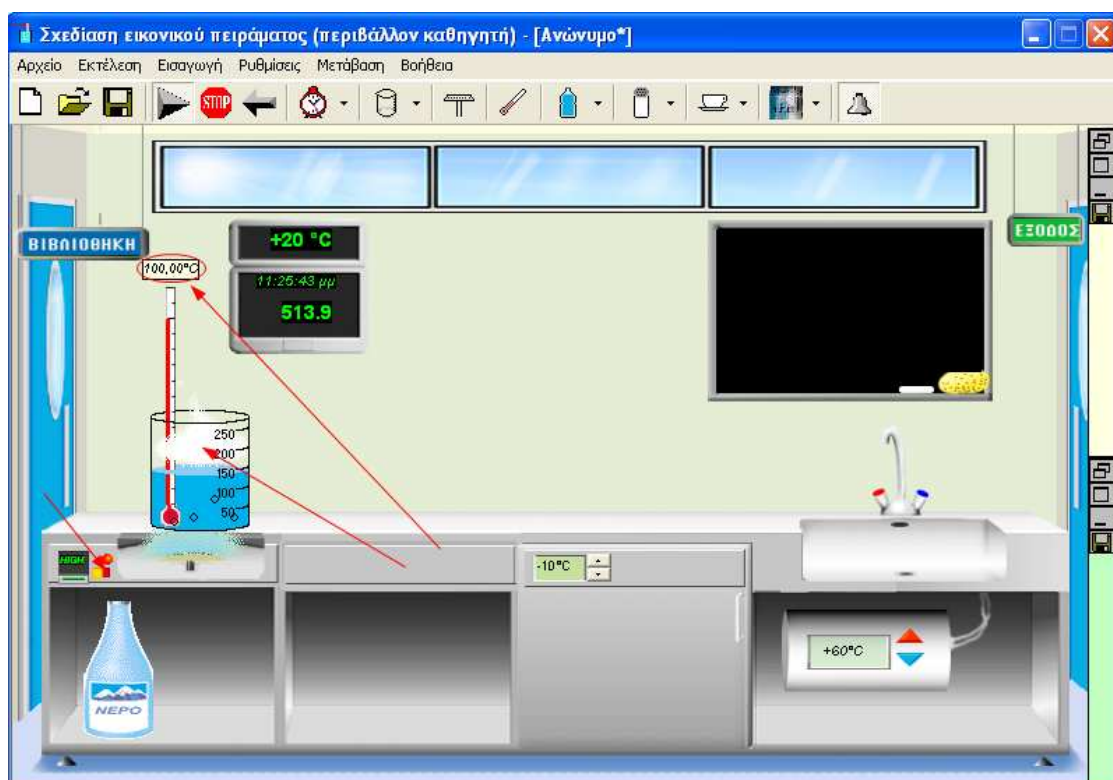 Σχεδίαση εικονικού πειράματος (περιβάλλον καθηγητή) - [Ανώνυμο*]
Αρχείο Εκτέλεση Εισαγωγή Ρυθμίσεις Μετάβαση Βοήθεια
STOP
ΒΙΒΛΙΟΘΗΚΗ
+20 °C
ΕΞΟΔΟΣ
100,00°C
11:25:43 μμ
513.9
250
200
150
100
50
HIGH
-10°C
+60°C
ΝΕΡΟ